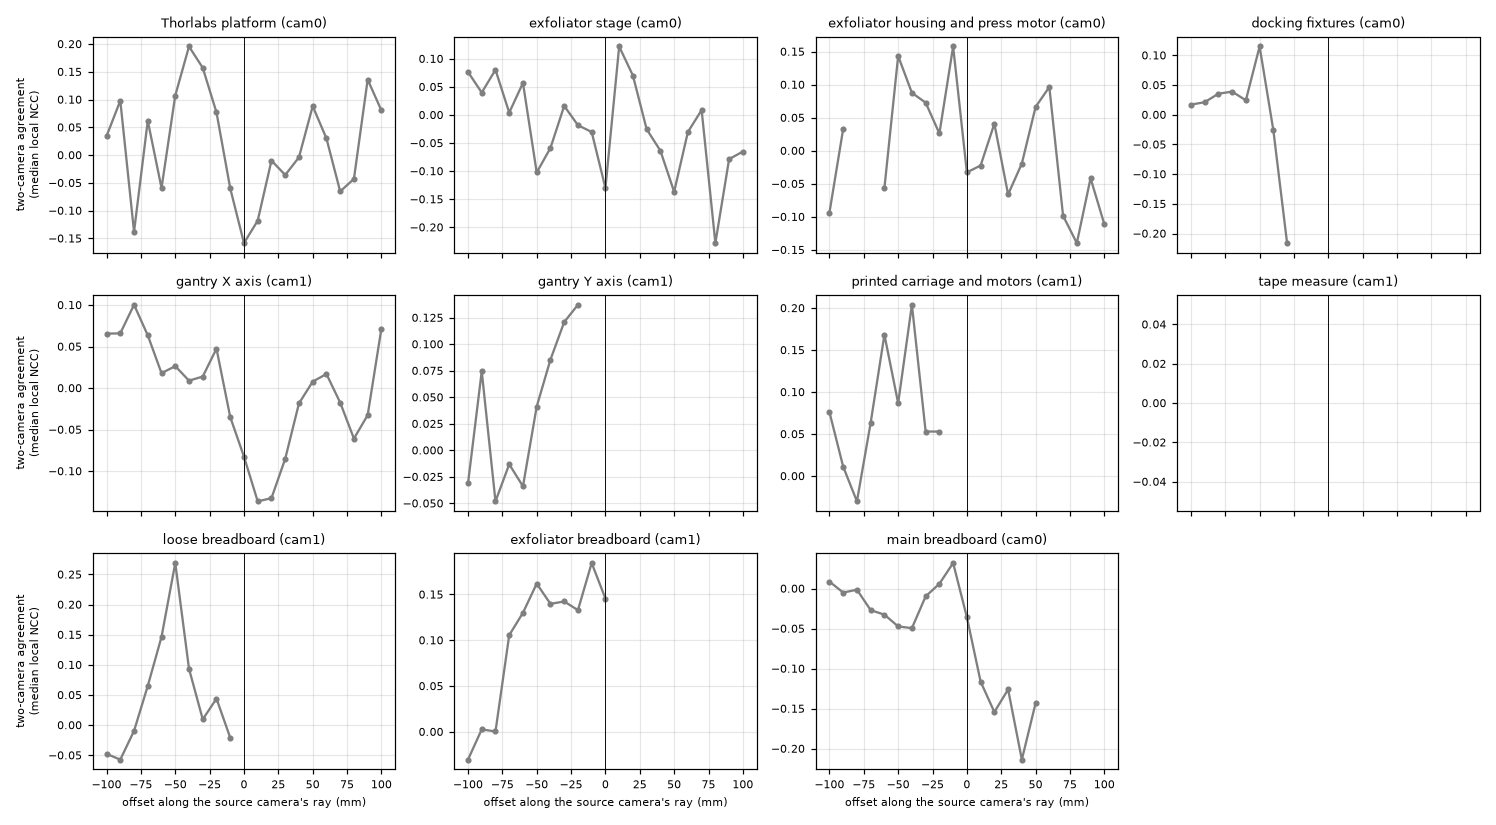 Thorlabs platform (cam0)
exfoliator stage (cam0)
exfoliator housing and press motor (cam0)
docking fixtures (cam0)
two-camera agreement
(median local NCC)
0.20
0.15
0.10
0.05
0.00
−0.05
−0.10
−0.15
0.10
0.05
0.00
−0.05
−0.10
−0.15
−0.20
0.15
0.10
0.05
0.00
−0.05
−0.10
−0.15
0.10
0.05
0.00
−0.05
−0.10
−0.15
−0.20
gantry X axis (cam1)
gantry Y axis (cam1)
printed carriage and motors (cam1)
tape measure (cam1)
two-camera agreement
(median local NCC)
0.10
0.05
0.00
−0.05
−0.10
0.125
0.100
0.075
0.050
0.025
0.000
−0.025
−0.050
0.20
0.15
0.10
0.05
0.00
0.04
0.02
0.00
−0.02
−0.04
loose breadboard (cam1)
exfoliator breadboard (cam1)
main breadboard (cam0)
two-camera agreement
(median local NCC)
0.25
0.20
0.15
0.10
0.05
0.00
−0.05
0.15
0.10
0.05
0.00
0.00
−0.05
−0.10
−0.15
−0.20
−100 −75 −50 −25 0 25 50 75 100
−100 −75 −50 −25 0 25 50 75 100
−100 −75 −50 −25 0 25 50 75 100
offset along the source camera's ray (mm)
offset along the source camera's ray (mm)
offset along the source camera's ray (mm)